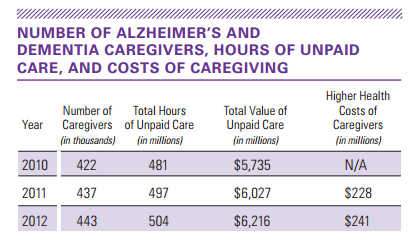 NUMBER OF ALZHEIMER'S AND
DEMENTIA CAREGIVERS, HOURS OF UNPAID
CARE, AND COSTS OF CAREGIVING
Higher Health
Number of Total Hours Total Value of Costs of
Year Caregivers of Unpaid Care Unpaid Care Caregivers
(in thousands) (in millions) (in millions) (in millions)
2010 422 481 $5,735 N/A
2011 437 497 $6,027 $228
2012 443 504 $6,216 $241